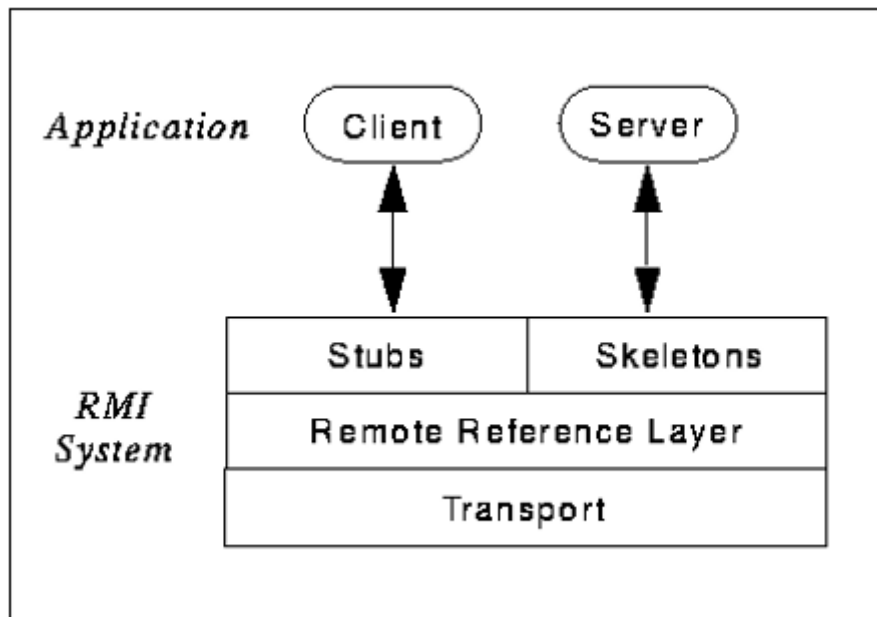 Application
Client
Server
Stubs
Skeletons
RMI
System
Remote Reference Layer
Transport